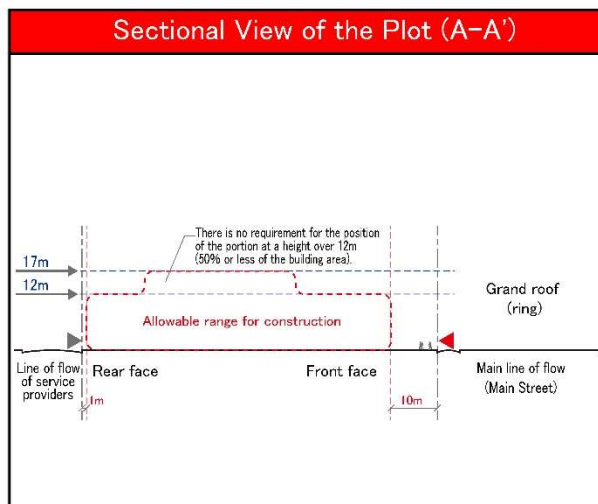 Sectional View of the Plot (A-A')
There is no requirement for the position
of the portion at a height over 12m
(50% or less of the building area).
17m
12m
Grand roof
(ring)
Allowable range for construction
Line of flow
of service
providers
Rear face
Front face
Main line of flow
(Main Street)
1m
10m